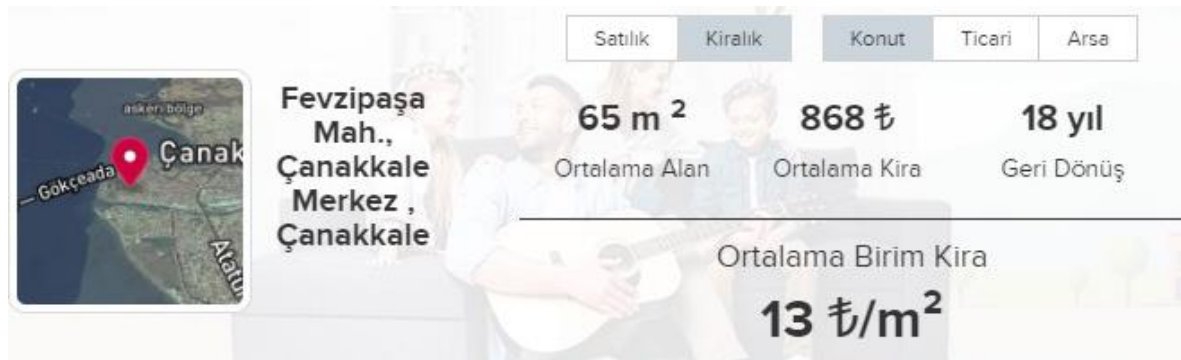 Satılık Kiralık Konut Ticari Arsa
askeri bölge
Çanak
Gökçeada
Atatür
Fevzipaşa
Mah.,
Çanakkale
Merkez ,
Çanakkale
65 m ² 868 ₺ 18 yıl
Ortalama Alan Ortalama Kira Geri Dönüş
Ortalama Birim Kira
13 ₺/m²